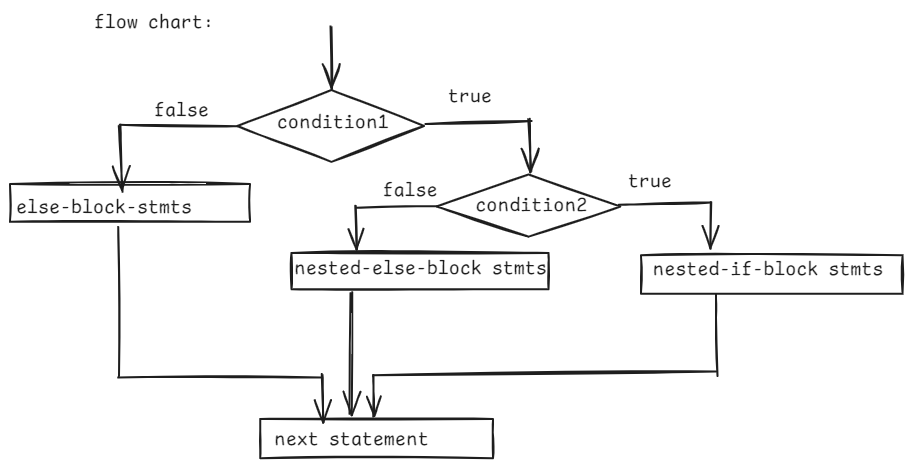 flow chart:
true
false
condition1
true
false
else-block-stmts
condition2
nested-else-block stmts
nested-if-block stmts
next statement